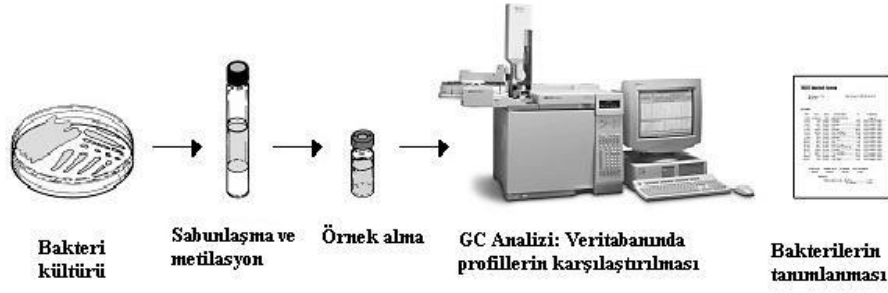 Bakteri
kültürü
Sabunlaşma ve
metilasyon
Örnek alma
GC Analizi: Veritabanında
profillerin karşılaştırılması
Bakterilerin
tanımlanması